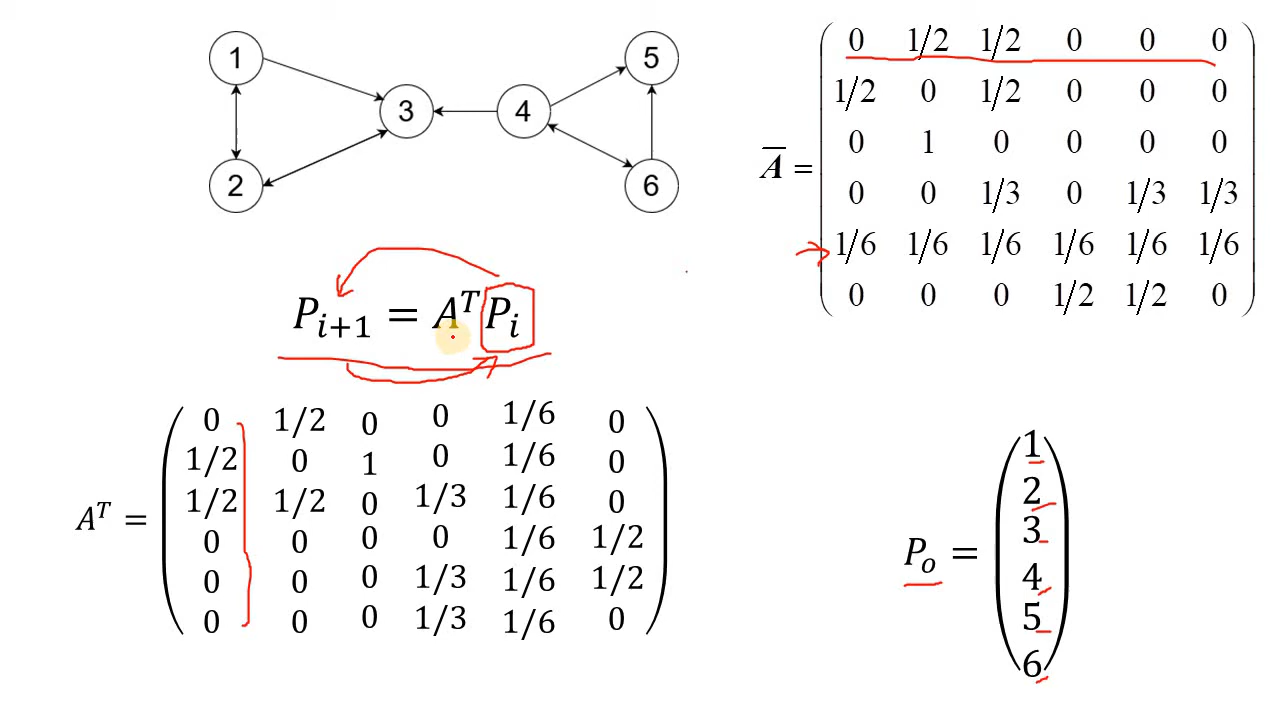 1
2
3
4
5
6
A̅ =
0 1/2 1/2 0 0 0
1/2 0 1/2 0 0 0
0 1 0 0 0 0
0 0 1/3 0 1/3 1/3
1/6 1/6 1/6 1/6 1/6 1/6
0 0 0 1/2 1/2 0
Pᵢ₊₁ = AᵀPᵢ
Aᵀ =
0 1/2 0 0 1/6 0
1/2 0 1 0 1/6 0
1/2 1/2 0 1/3 1/6 0
0 0 0 0 1/6 1/2
0 0 0 1/3 1/6 1/2
0 0 0 1/3 1/6 0
Pₒ =
1
2
3
4
5
6